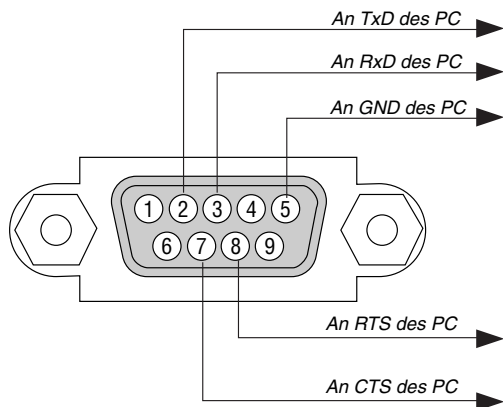 An TxD des PC
An RxD des PC
An GND des PC
1 2 3 4 5
6 7 8 9
An RTS des PC
An CTS des PC